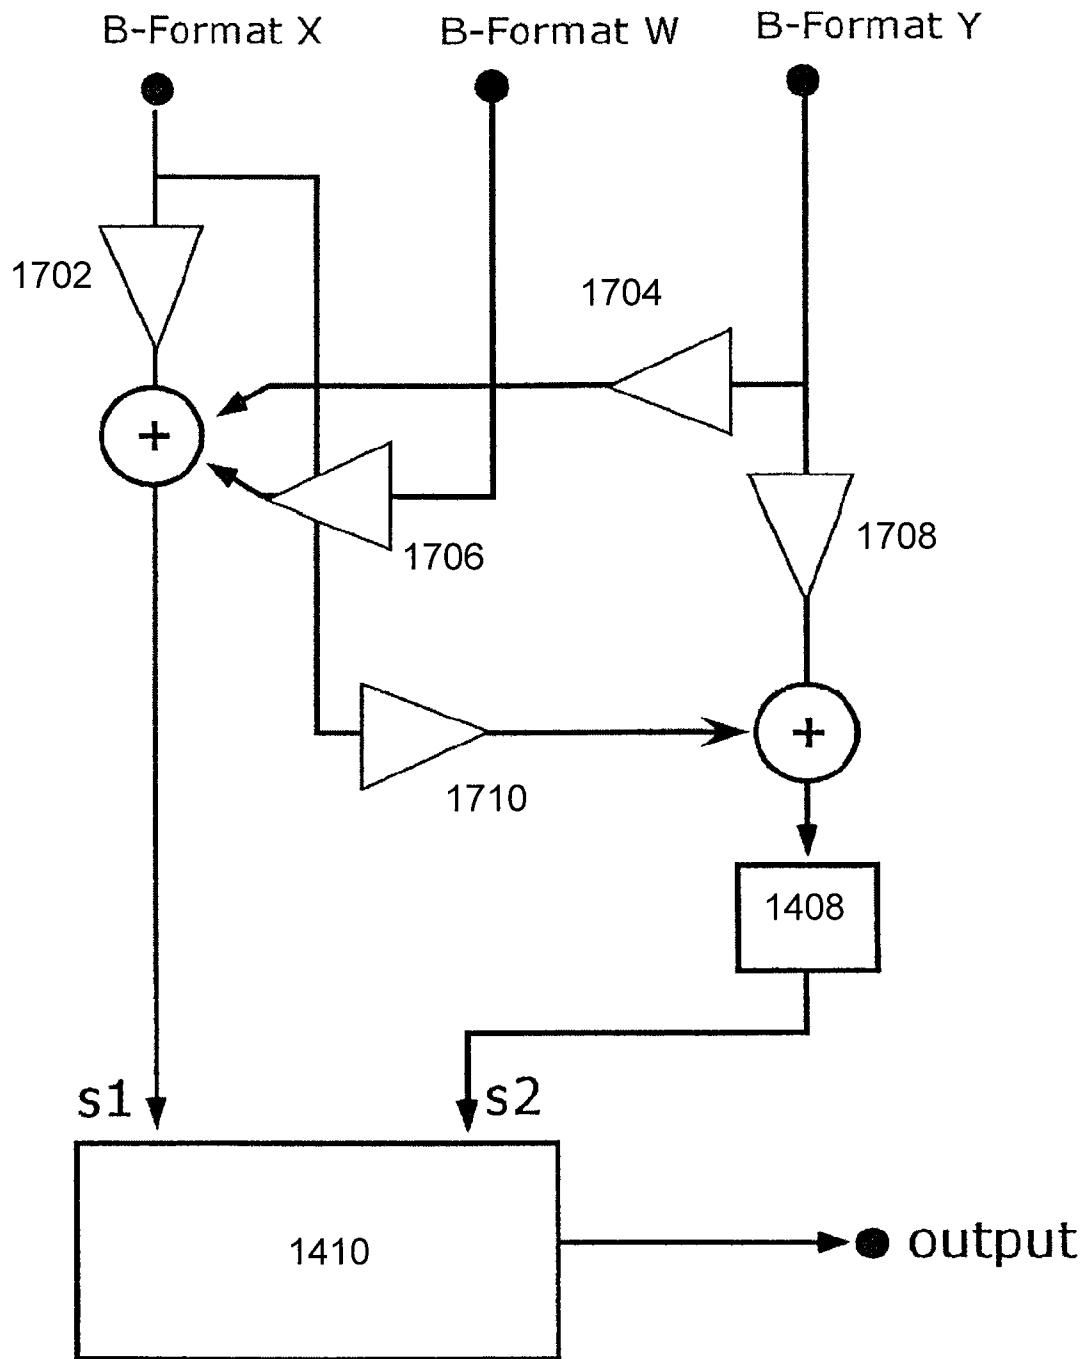 B-Format X
B-Format W
B-Format Y
1702
1704
+
1706
1708
+
1710
1408
s1
s2
1410
output